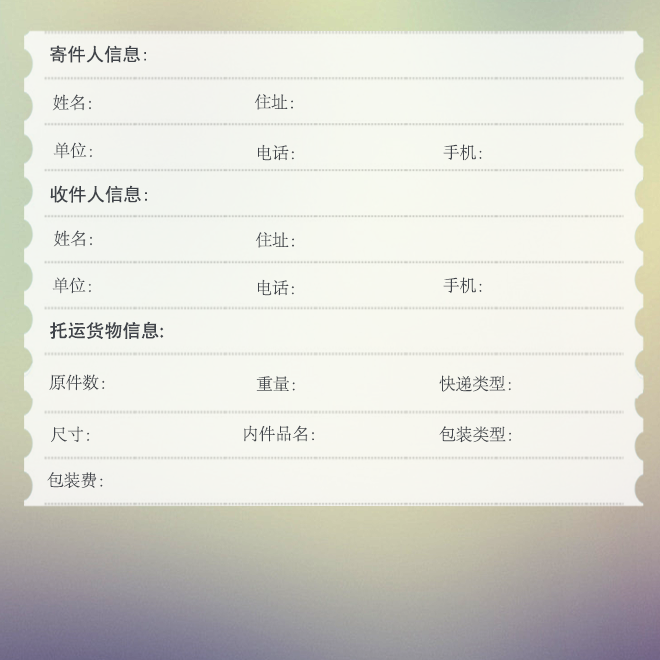 寄件人信息:
姓名: 住址:
单位: 电话: 手机:
收件人信息:
姓名: 住址:
单位: 电话: 手机:
托运货物信息:
原件数: 重量: 快递类型:
尺寸: 内件品名: 包装类型:
包装费: